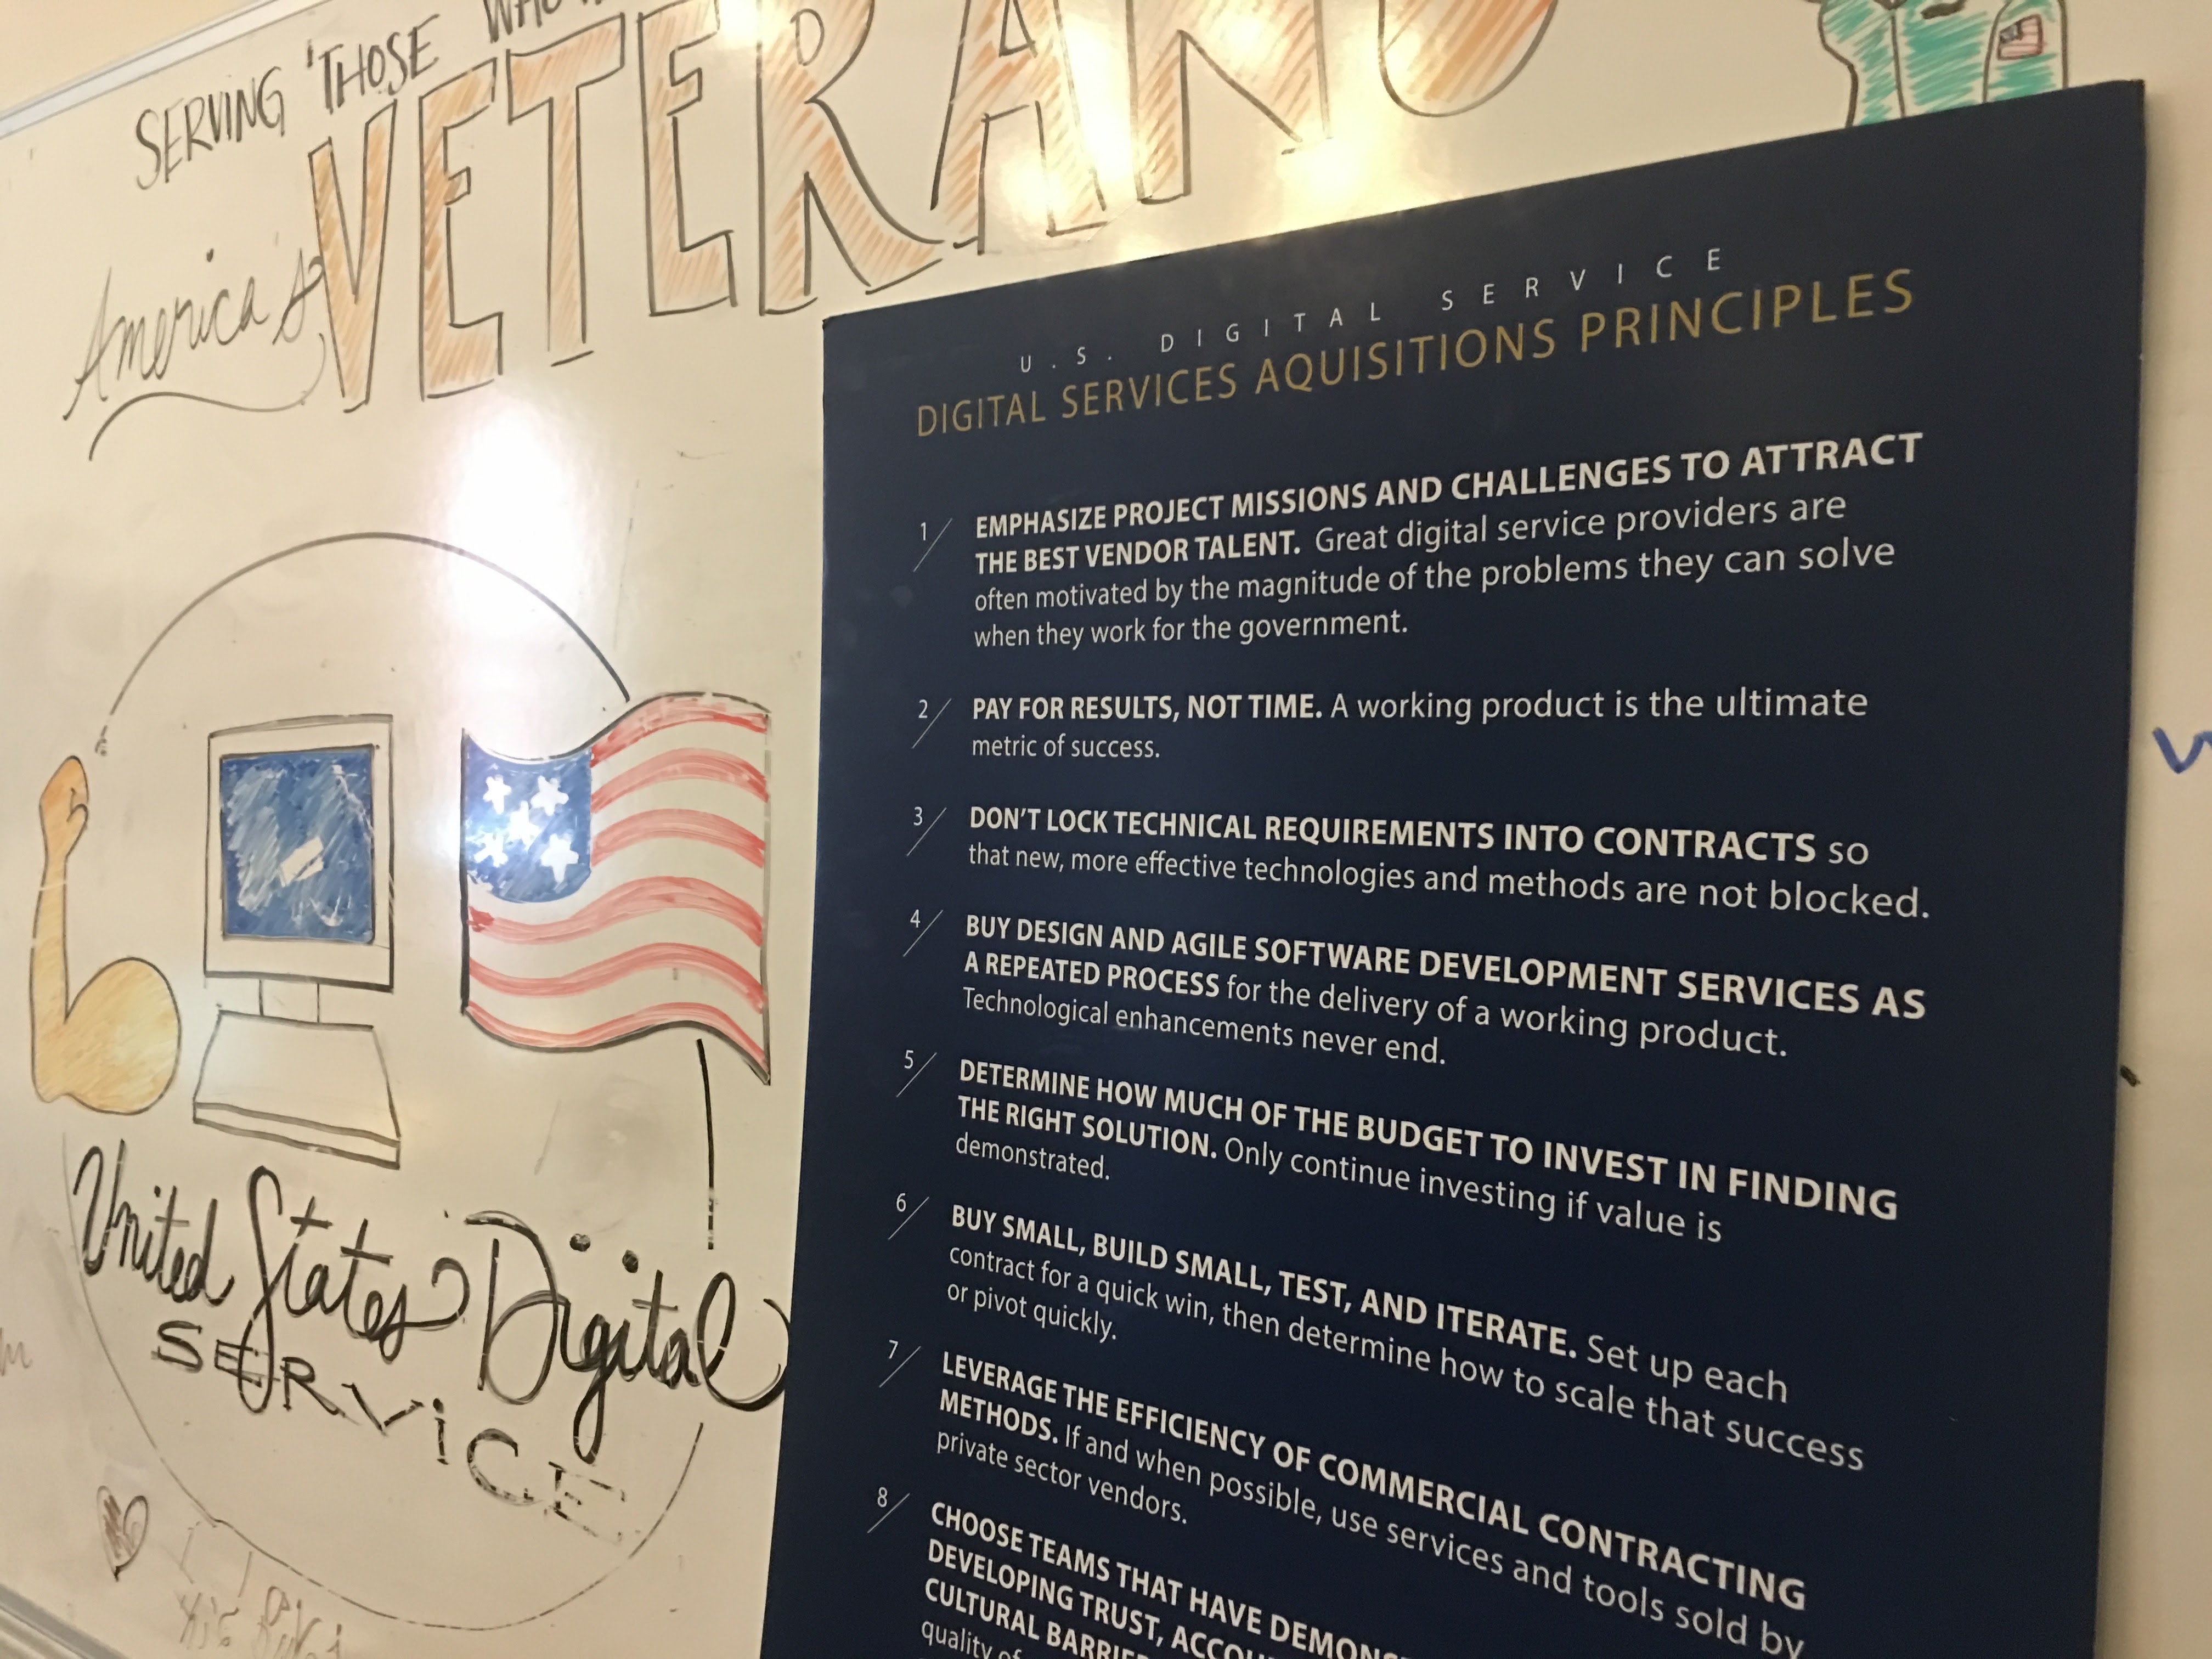 SERVING THOSE WHO
America's
VETERANS
U.S. DIGITAL SERVICE
DIGITAL SERVICES AQUISITIONS PRINCIPLES
1/ EMPHASIZE PROJECT MISSIONS AND CHALLENGES TO ATTRACT
THE BEST VENDOR TALENT. Great digital service providers are
often motivated by the magnitude of the problems they can solve
when they work for the government.
2/ PAY FOR RESULTS, NOT TIME. A working product is the ultimate
metric of success.
3/ DON'T LOCK TECHNICAL REQUIREMENTS INTO CONTRACTS so
that new, more effective technologies and methods are not blocked.
4/ BUY DESIGN AND AGILE SOFTWARE DEVELOPMENT SERVICES AS
A REPEATED PROCESS for the delivery of a working product.
Technological enhancements never end.
5/ DETERMINE HOW MUCH OF THE BUDGET TO INVEST IN FINDING
THE RIGHT SOLUTION. Only continue investing if value is
demonstrated.
6/ BUY SMALL, BUILD SMALL, TEST, AND ITERATE. Set up each
contract for a quick win, then determine how to scale that success
or pivot quickly.
7/ LEVERAGE THE EFFICIENCY OF COMMERCIAL CONTRACTING
METHODS. If and when possible, use services and tools sold by
private sector vendors.
8/ CHOOSE TEAMS THAT HAVE
DEVELOPING TRUST,
CULTURAL
quality of
United States Digital
SERVICE